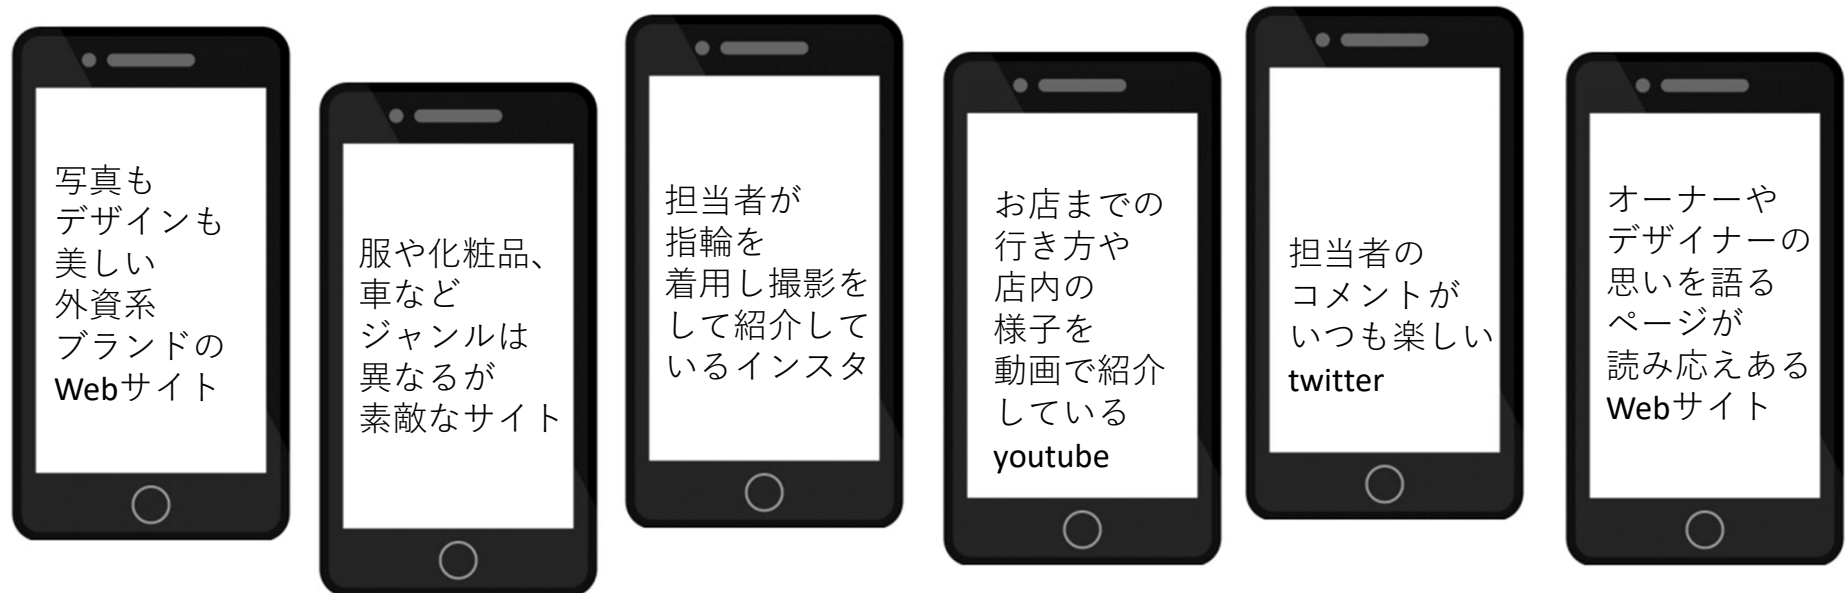 写真も
デザインも
美しい
外資系
ブランドの
Webサイト
服や化粧品、
車など
ジャンルは
異なるが
素敵なサイト
担当者が
指輪を
着用し撮影を
して紹介して
いるインスタ
お店までの
行き方や
店内の
様子を
動画で紹介
している
youtube
担当者の
コメントが
いつも楽しい
twitter
オーナーや
デザイナーの
思いを語る
ページが
読み応えある
Webサイト